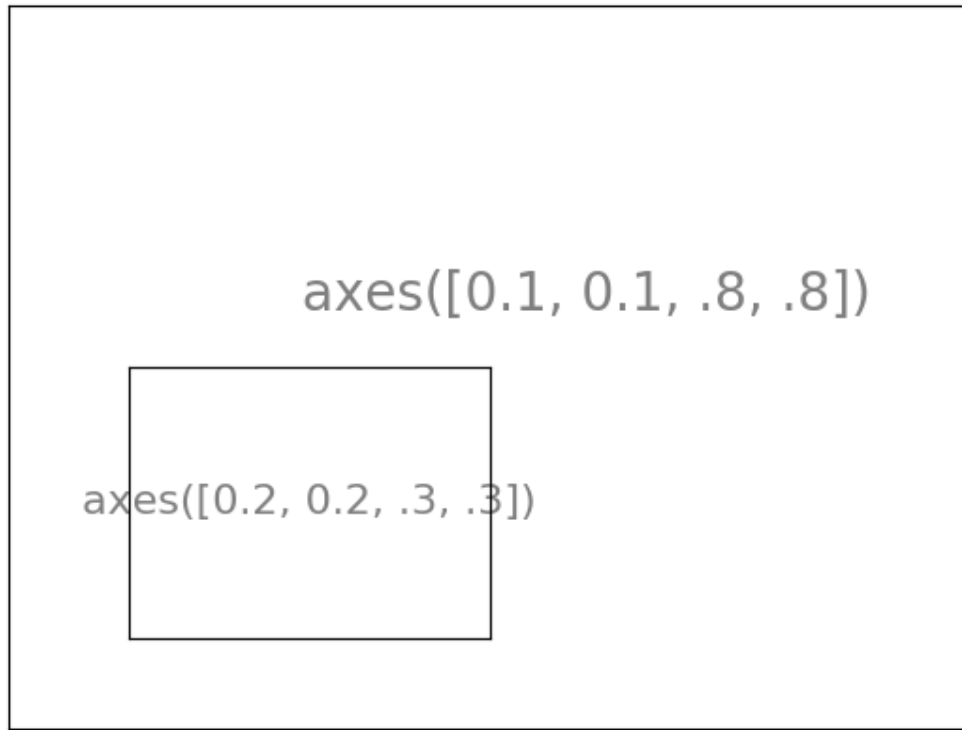 axes([0.1, 0.1, .8, .8])
axes([0.2, 0.2, .3, .3])